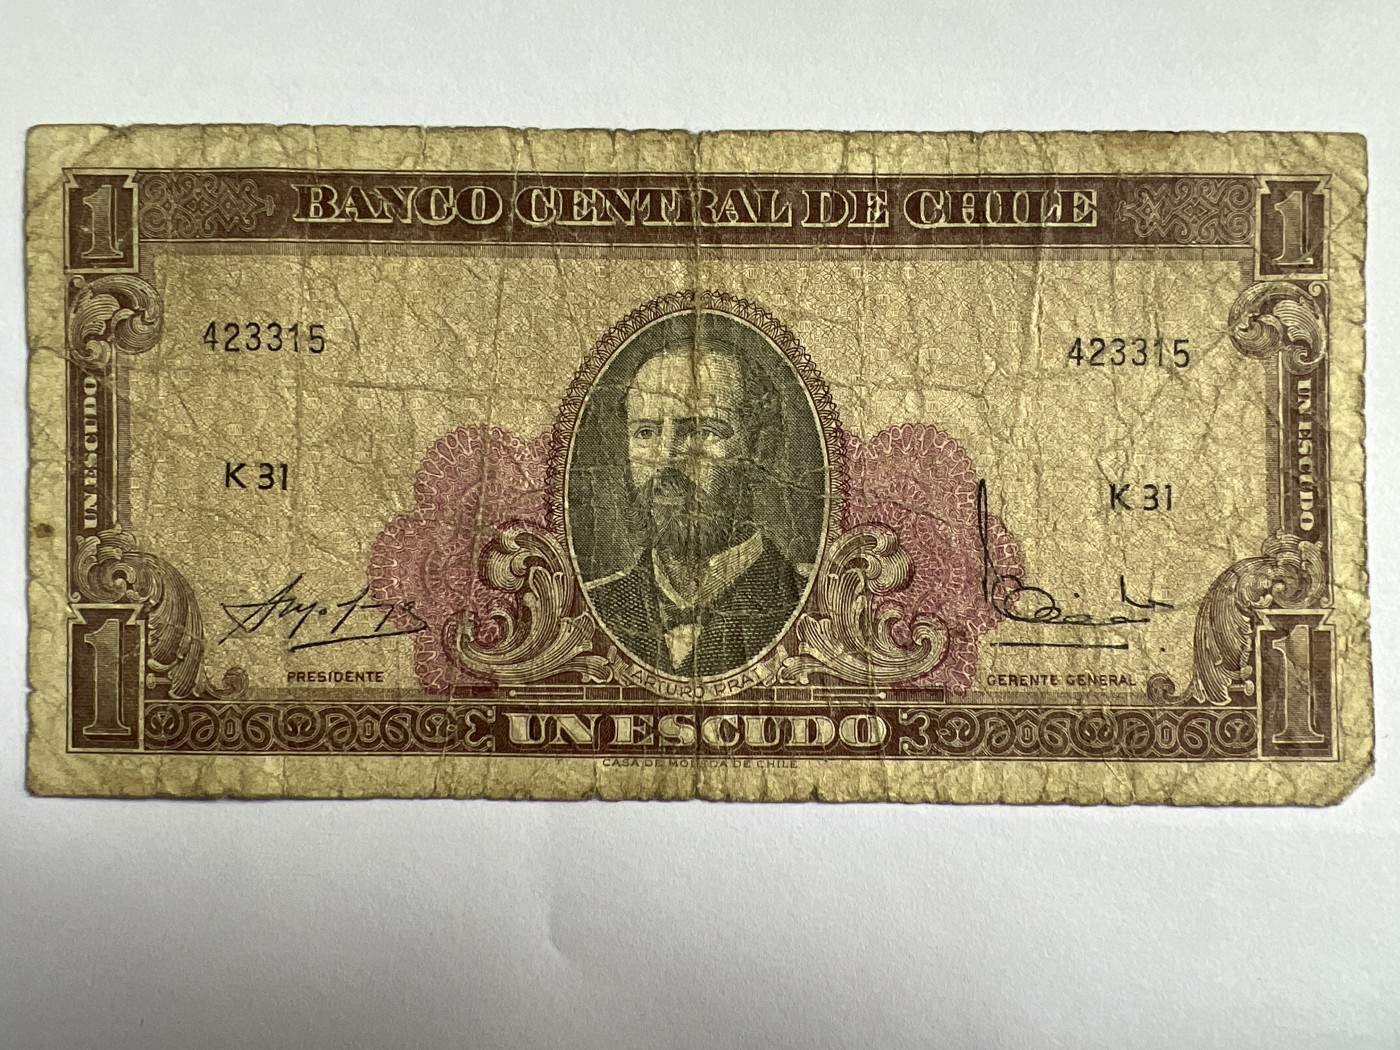 1 BANCO CENTRAL DE CHILE 1
423315 423315
UN ESCUDO UN ESCUDO
K 31 K 31
PRESIDENTE GERENTE GENERAL
ARTURO PRAT
1 UN ESCUDO 1
CASA DE MONEDA DE CHILE